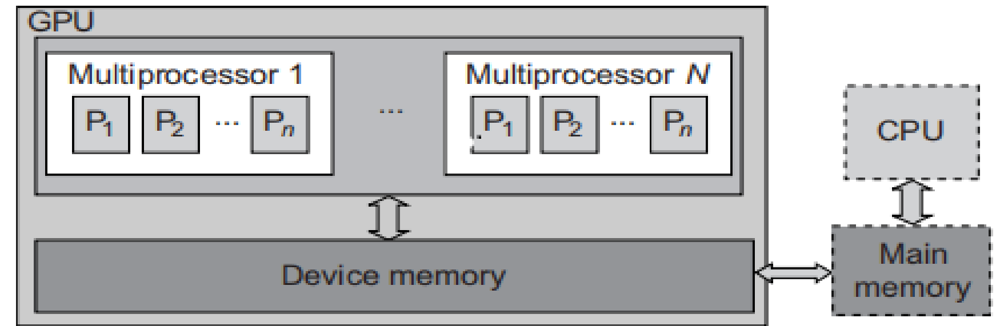 GPU
Multiprocessor 1
P1 P2 ... Pn
...
Multiprocessor N
P1 P2 ... Pn
CPU
Device memory
Main
memory